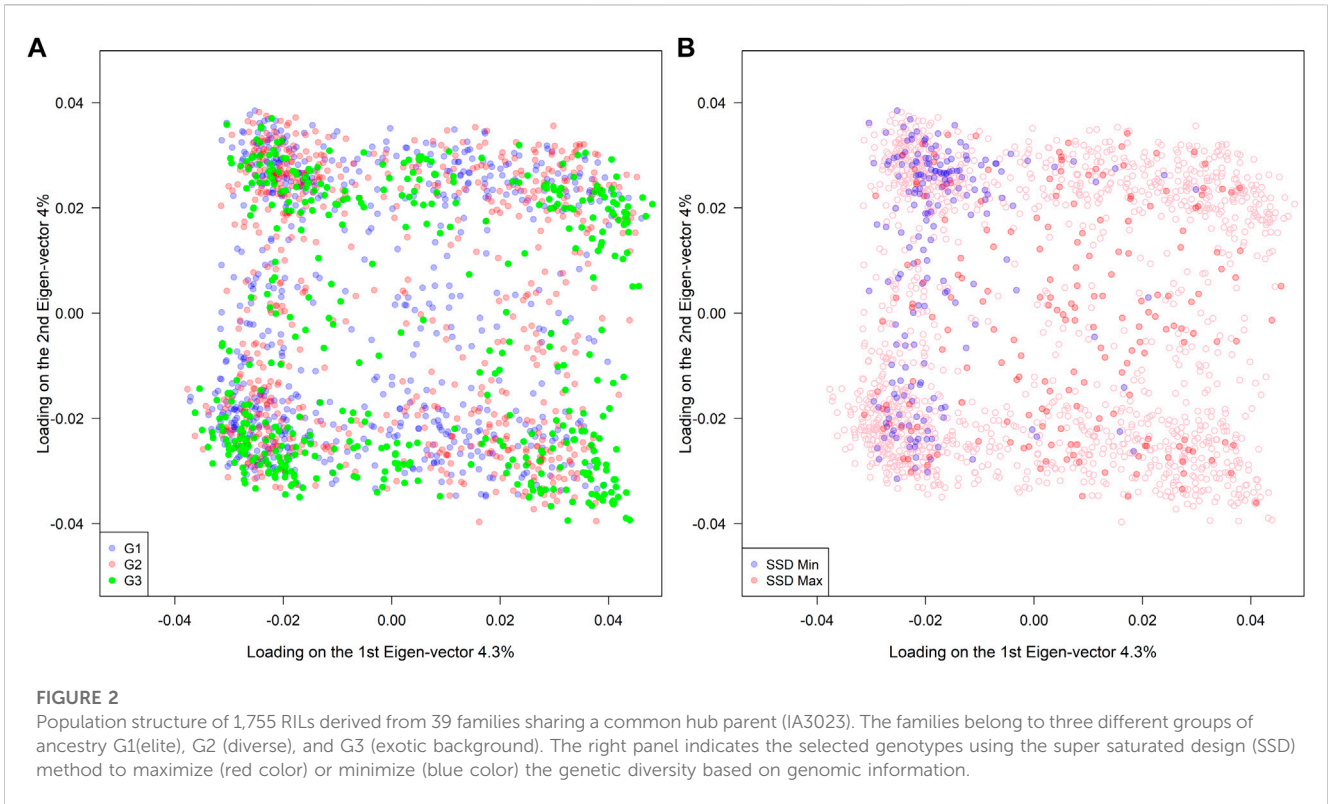 A
B
Loading on the 2nd Eigen-vector 4%
0.04
0.02
0.00
-0.02
-0.04
G1
G2
G3
-0.04 -0.02 0.00 0.02 0.04
Loading on the 1st Eigen-vector 4.3%
Loading on the 2nd Eigen-vector 4%
0.04
0.02
0.00
-0.02
-0.04
SSD Min
SSD Max
-0.04 -0.02 0.00 0.02 0.04
Loading on the 1st Eigen-vector 4.3%
FIGURE 2
Population structure of 1,755 RILs derived from 39 families sharing a common hub parent (IA3023). The families belong to three different groups of
ancestry G1(elite), G2 (diverse), and G3 (exotic background). The right panel indicates the selected genotypes using the super saturated design (SSD)
method to maximize (red color) or minimize (blue color) the genetic diversity based on genomic information.